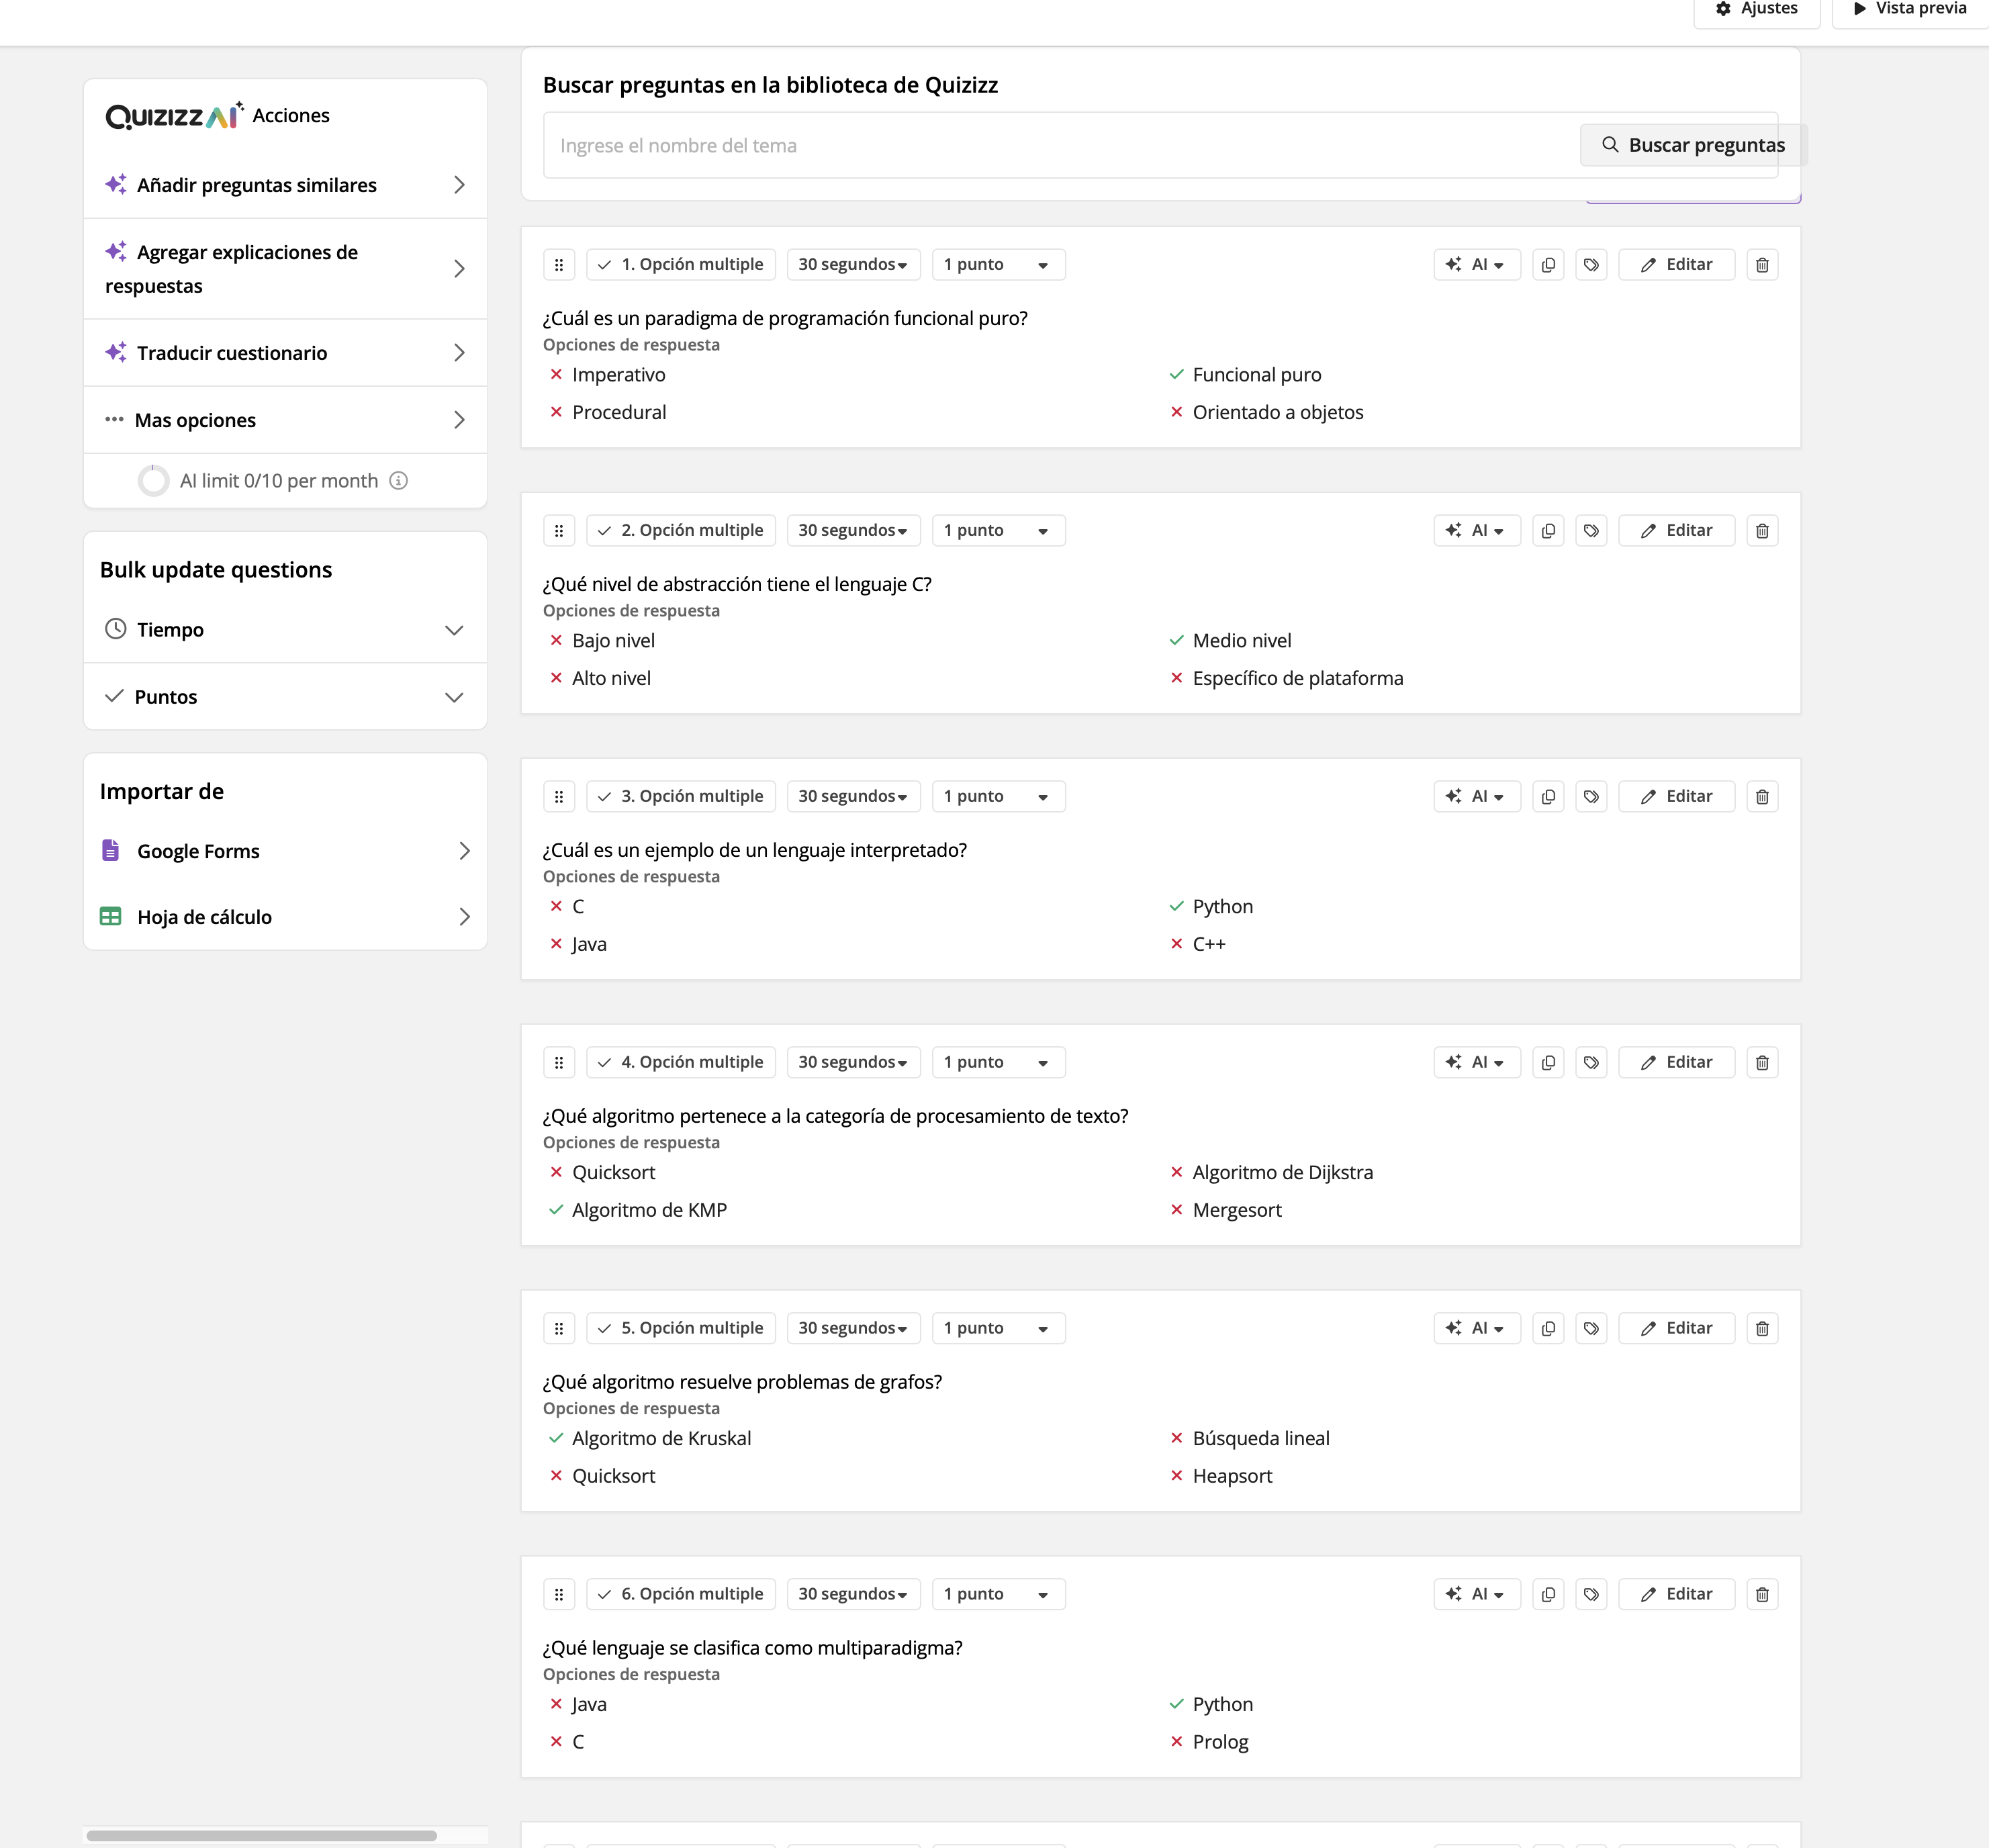 Ajustes
Vista previa
QUIZIZZ AI Acciones
Añadir preguntas similares
Agregar explicaciones de
respuestas
Traducir cuestionario
Mas opciones
AI limit 0/10 per month
Bulk update questions
Tiempo
Puntos
Importar de
Google Forms
Hoja de cálculo
Buscar preguntas en la biblioteca de Quizizz
Ingrese el nombre del tema
Buscar preguntas
1. Opción multiple 30 segundos 1 punto AI Editar
¿Cuál es un paradigma de programación funcional puro?
Opciones de respuesta
Imperativo Funcional puro
Procedural Orientado a objetos
2. Opción multiple 30 segundos 1 punto AI Editar
¿Qué nivel de abstracción tiene el lenguaje C?
Opciones de respuesta
Bajo nivel Medio nivel
Alto nivel Específico de plataforma
3. Opción multiple 30 segundos 1 punto AI Editar
¿Cuál es un ejemplo de un lenguaje interpretado?
Opciones de respuesta
C Python
Java C++
4. Opción multiple 30 segundos 1 punto AI Editar
¿Qué algoritmo pertenece a la categoría de procesamiento de texto?
Opciones de respuesta
Quicksort Algoritmo de Dijkstra
Algoritmo de KMP Mergesort
5. Opción multiple 30 segundos 1 punto AI Editar
¿Qué algoritmo resuelve problemas de grafos?
Opciones de respuesta
Algoritmo de Kruskal Búsqueda lineal
Quicksort Heapsort
6. Opción multiple 30 segundos 1 punto AI Editar
¿Qué lenguaje se clasifica como multiparadigma?
Opciones de respuesta
Java Python
C Prolog